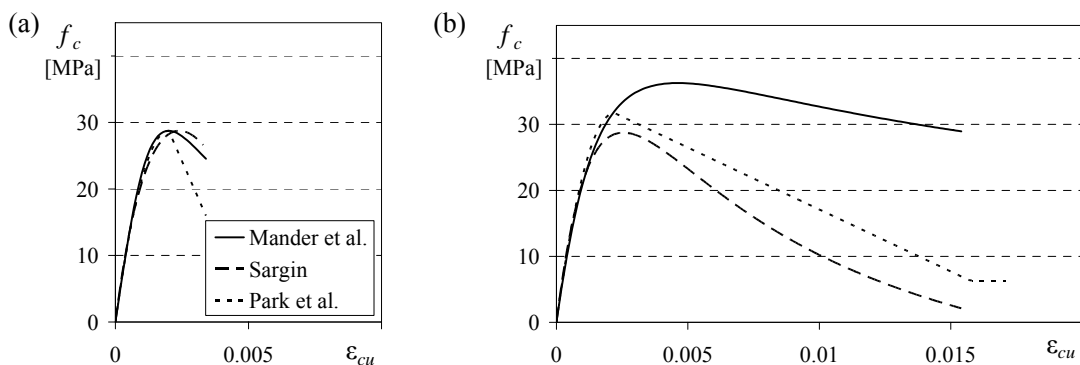 (a)
f_c
[MPa]
30
20
10
0
0
0.005
ε_cu
Mander et al.
Sargin
Park et al.
(b)
f_c
[MPa]
30
20
10
0
0
0.005
0.01
0.015
ε_cu